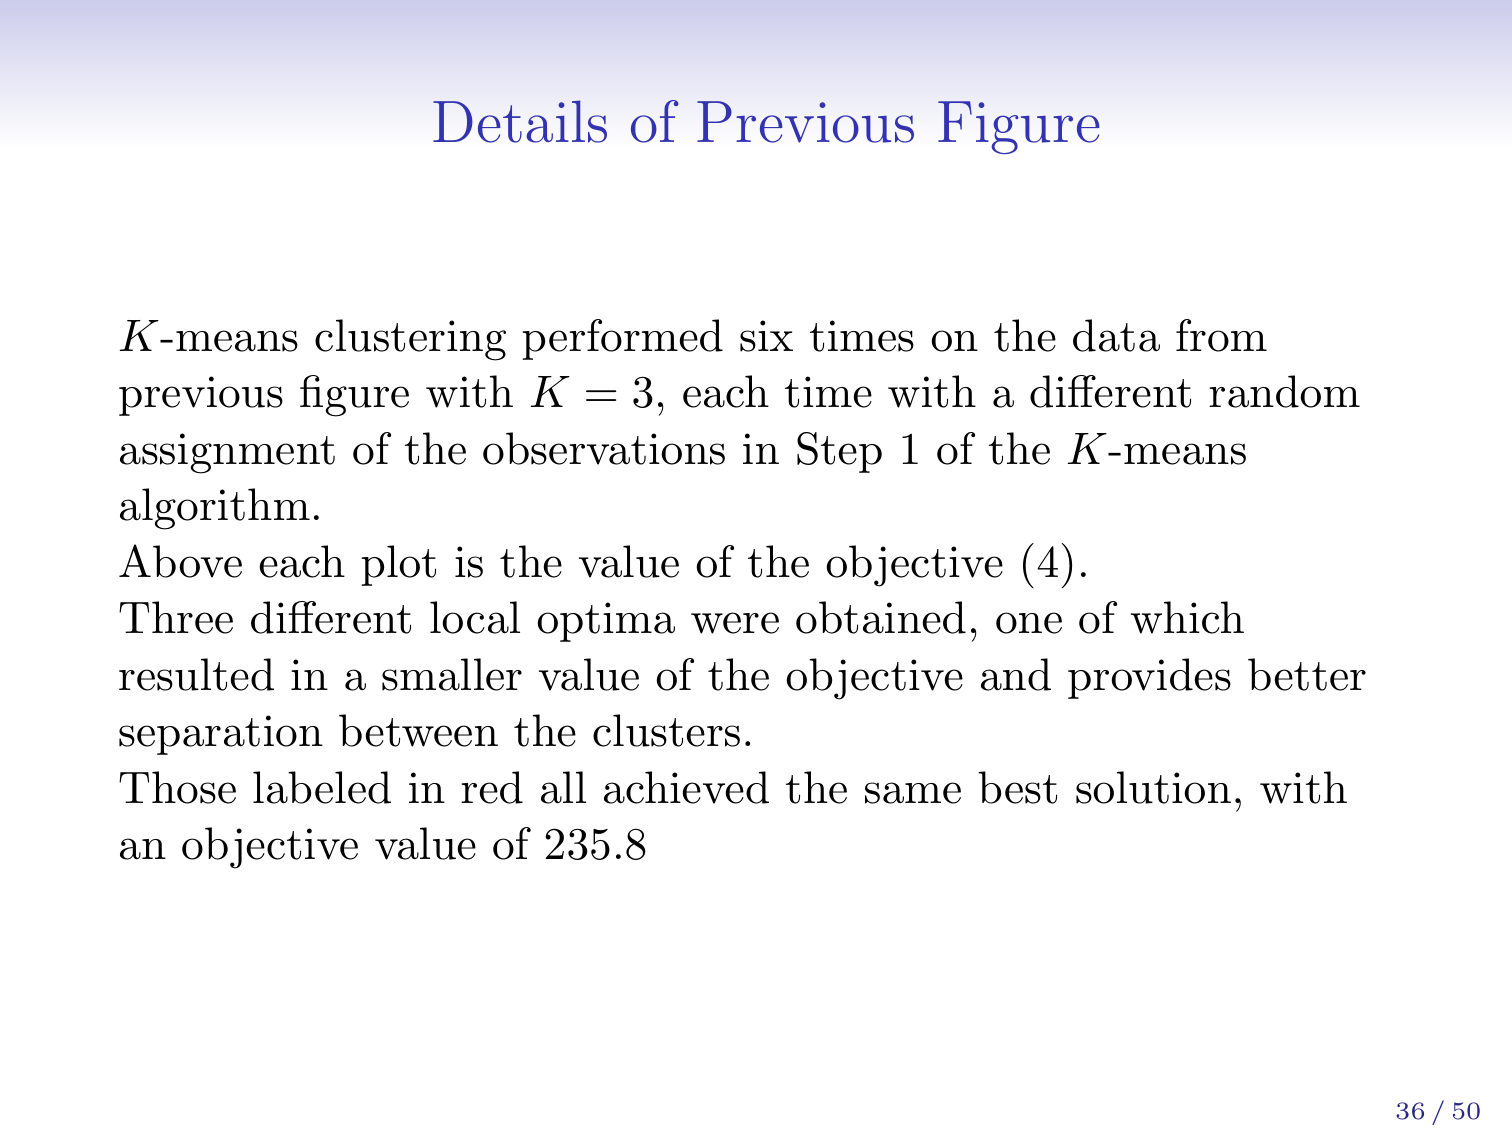 Details of Previous Figure
K-means clustering performed six times on the data from
previous figure with K = 3, each time with a different random
assignment of the observations in Step 1 of the K-means
algorithm.
Above each plot is the value of the objective (4).
Three different local optima were obtained, one of which
resulted in a smaller value of the objective and provides better
separation between the clusters.
Those labeled in red all achieved the same best solution, with
an objective value of 235.8
36 / 50